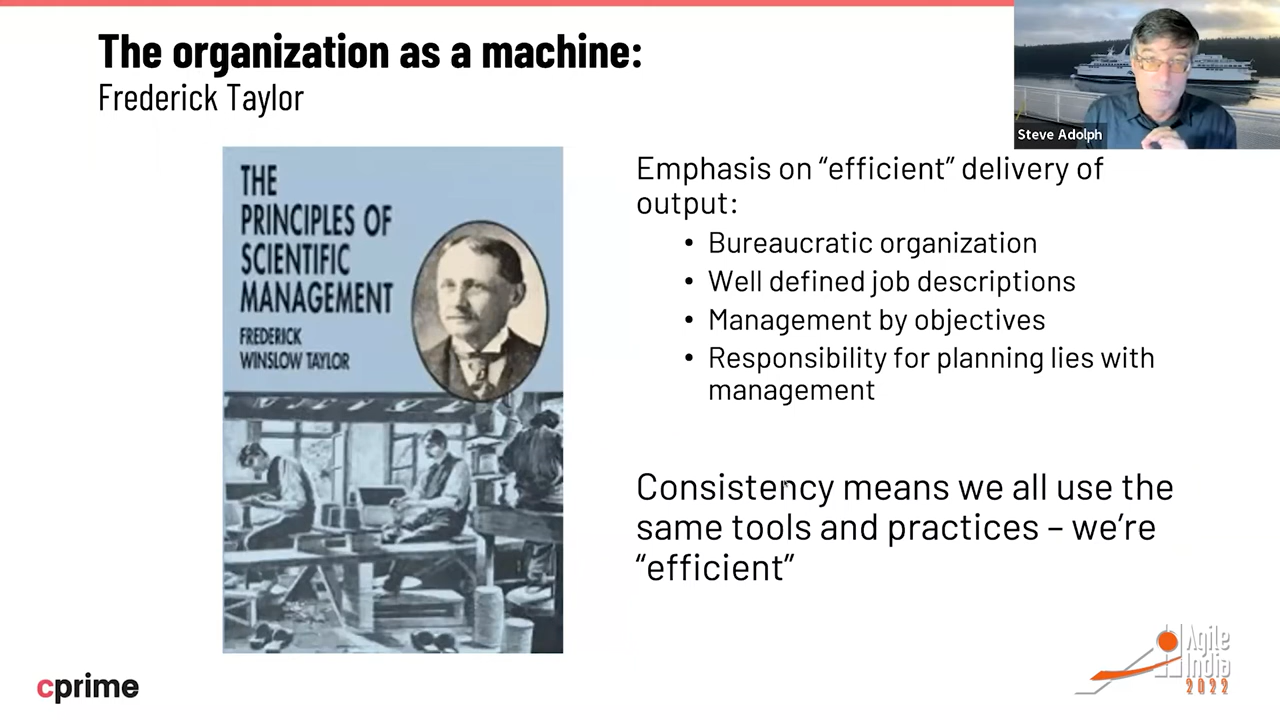 The organization as a machine:
Frederick Taylor
Steve Adolph
THE
PRINCIPLES OF
SCIENTIFIC
MANAGEMENT
FREDERICK
WINSLOW TAYLOR
Emphasis on “efficient” delivery of
output:
• Bureaucratic organization
• Well defined job descriptions
• Management by objectives
• Responsibility for planning lies with
management
Consistency means we all use the
same tools and practices – we’re
“efficient”
cprime
Agile
India
2022